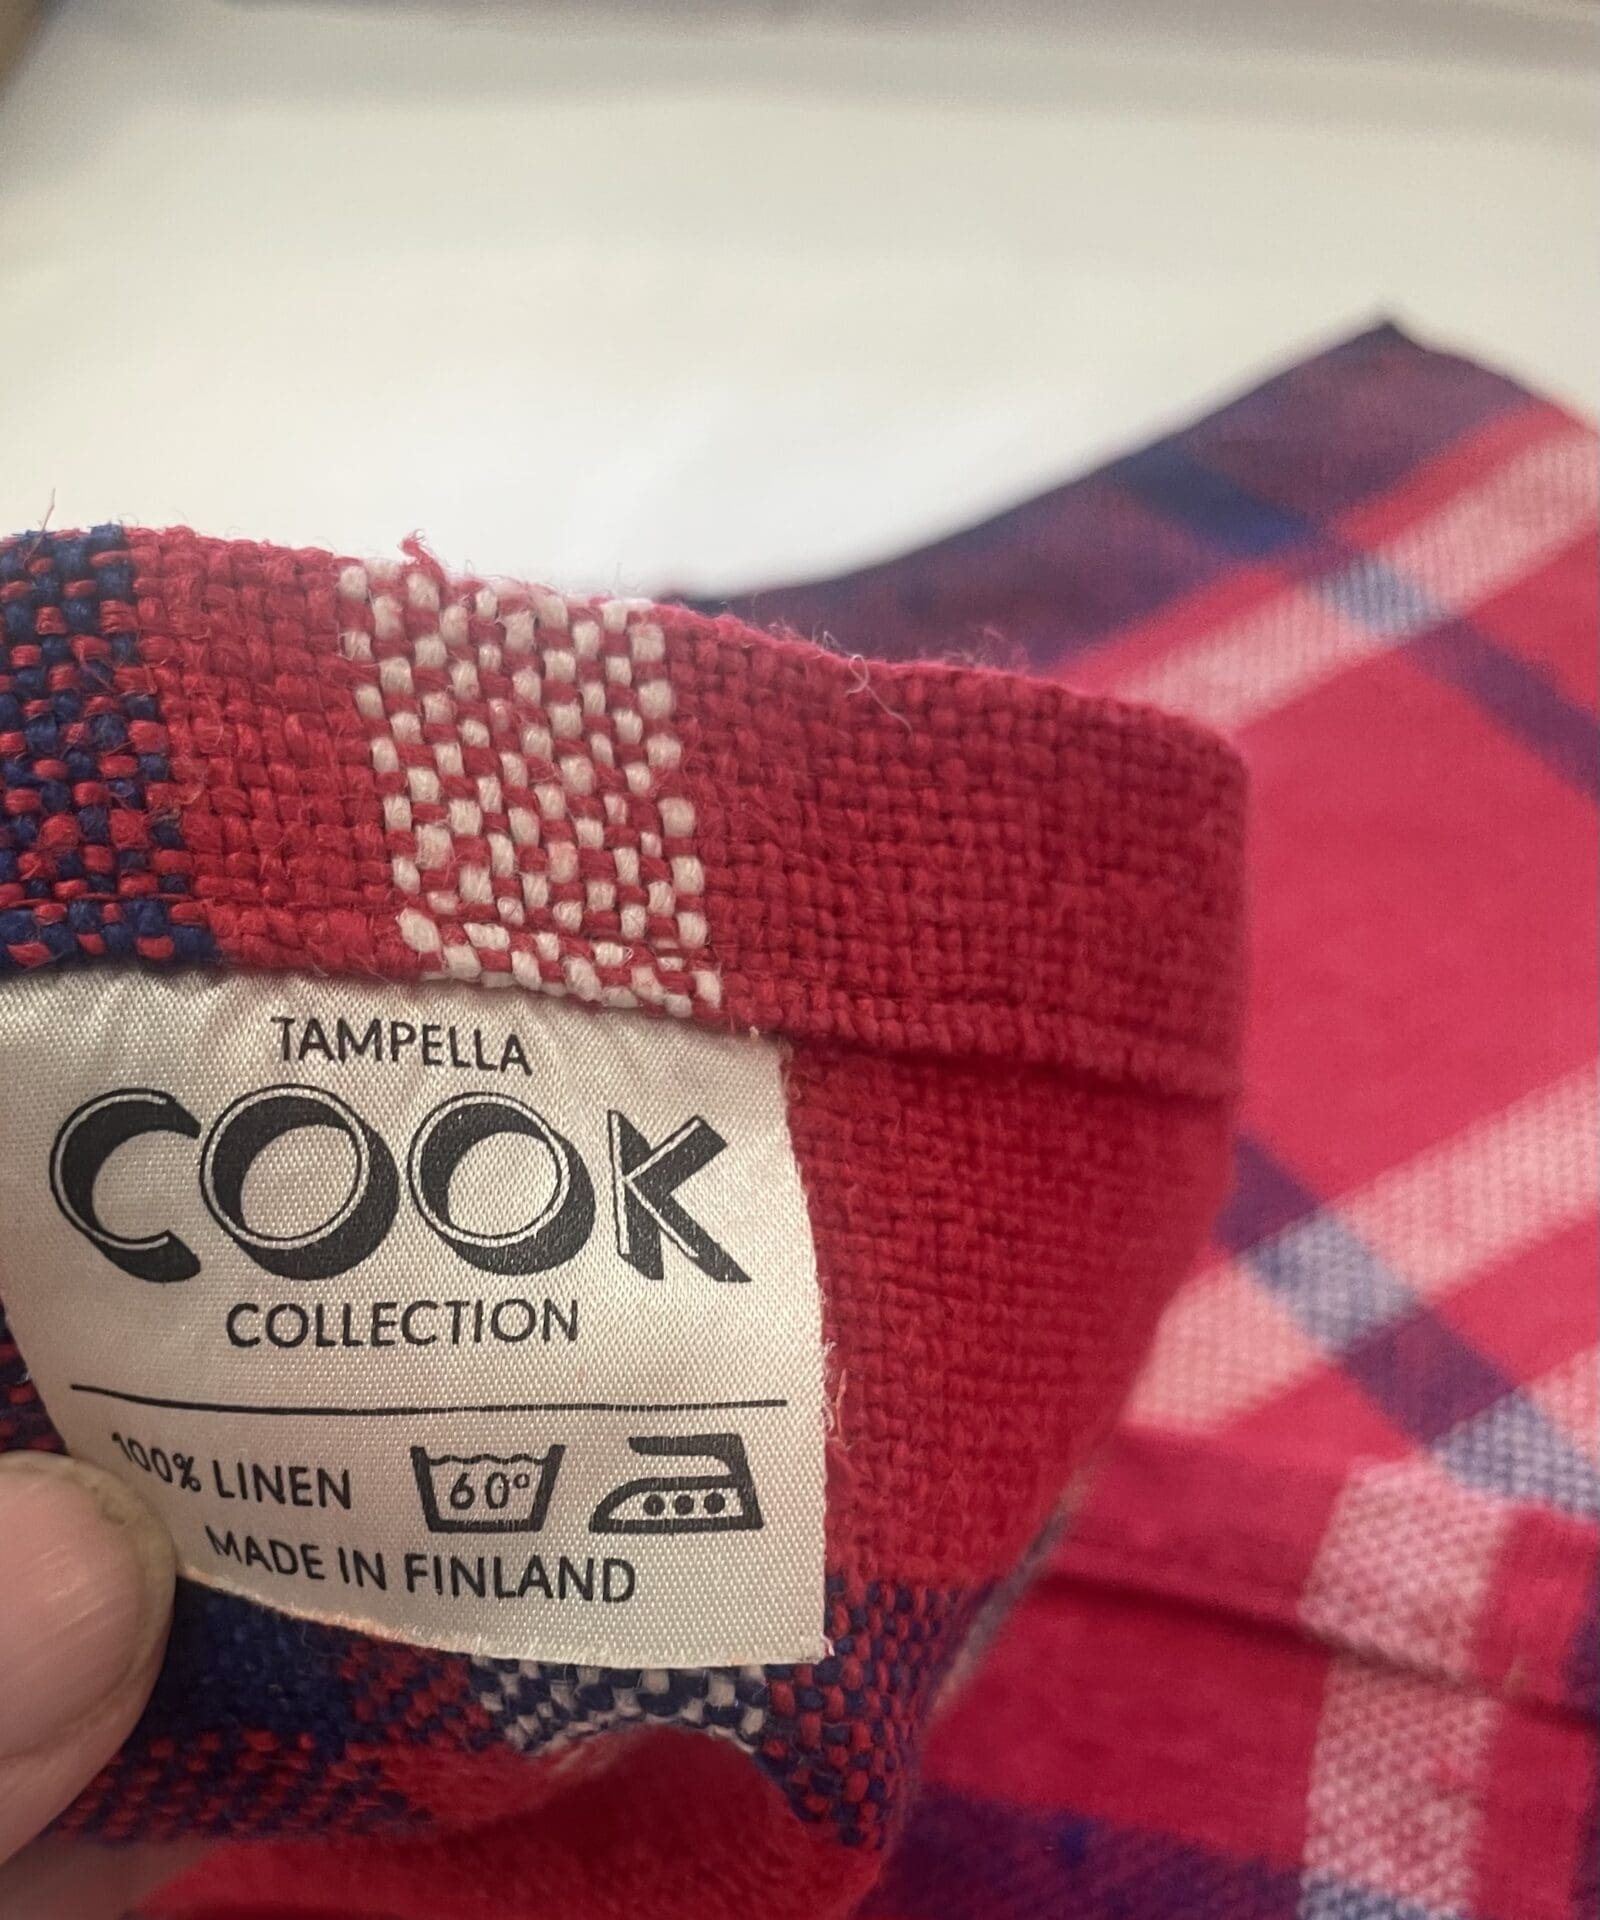 TAMPELLA
COOK
COLLECTION
100% LINEN 60°
MADE IN FINLAND